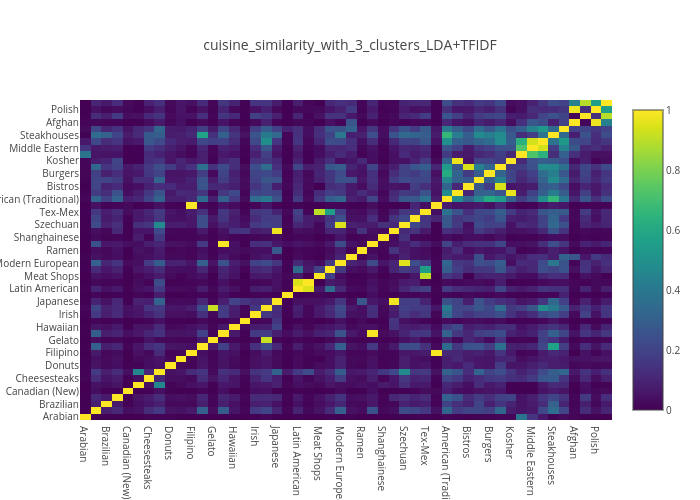 cuisine_similarity_with_3_clusters_LDA+TFIDF
Polish
Afghan
Steakhouses
Middle Eastern
Kosher
Burgers
Bistros
rican (Traditional)
Tex-Mex
Szechuan
Shanghainese
Ramen
Modern European
Meat Shops
Latin American
Japanese
Irish
Hawaiian
Gelato
Filipino
Donuts
Cheesesteaks
Canadian (New)
Brazilian
Arabian
Arabian
Brazilian
Canadian (New)
Cheesesteaks
Donuts
Filipino
Gelato
Hawaiian
Irish
Japanese
Latin American
Meat Shops
Modern Europe
Ramen
Shanghainese
Szechuan
Tex-Mex
American (Tradi
Bistros
Burgers
Kosher
Middle Eastern
Steakhouses
Afghan
Polish
1
0.8
0.6
0.4
0.2
0